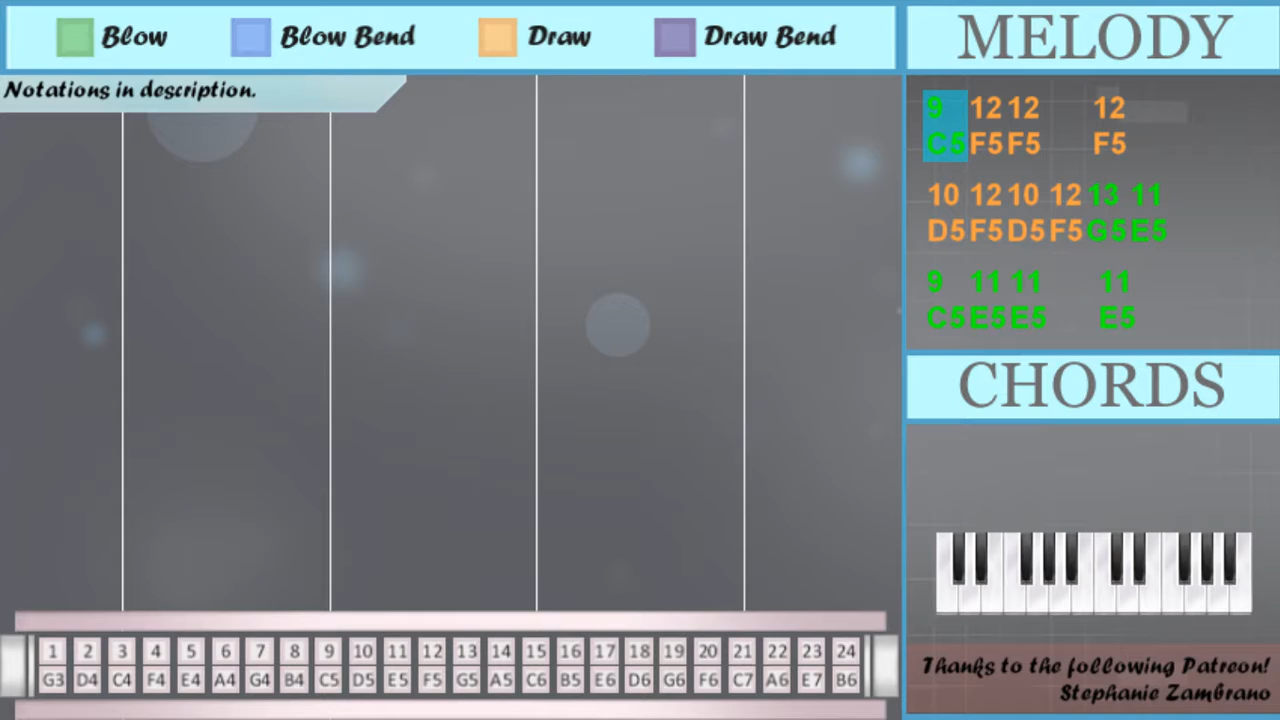 Blow Blow Bend Draw Draw Bend
Notations in description.
MELODY
9 12 12 12
C5 F5 F5 F5
10 12 10 12 13 11
D5 F5 D5 F5 G5 E5
9 11 11 11
C5 E5 E5 E5
CHORDS
1 2 3 4 5 6 7 8 9 10 11 12 13 14 15 16 17 18 19 20 21 22 23 24
G3 D4 C4 F4 E4 A4 G4 B4 C5 D5 E5 F5 G5 A5 C6 B5 E6 D6 G6 F6 C7 A6 E7 B6
Thanks to the following Patreon!
Stephanie Zambrano